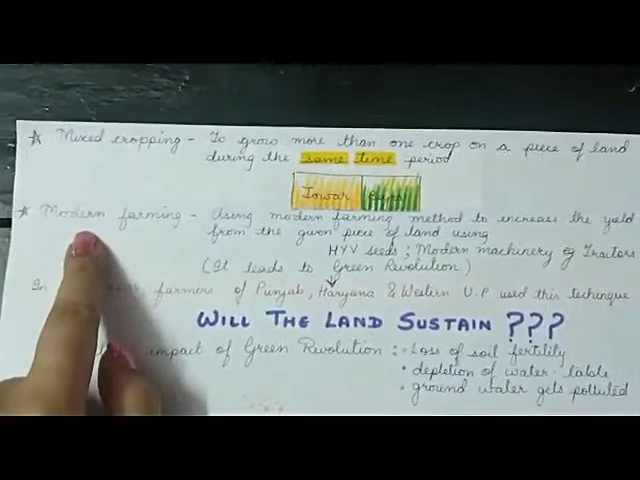 ☆ Mixed cropping - To grow more than one crop on a piece of land
during the same time period
Jowar
☆ Modern farming - Using modern farming method to increase the yield
from the given piece of land using
HYV seeds ; Modern machinery eg Tractors
(It leads to Green Revolution)
In farmers of Punjab, Haryana & Western U.P used this technique
WILL THE LAND SUSTAIN ???
impact of Green Revolution : • Loss of soil fertility
• depletion of water-table
• ground water gets polluted